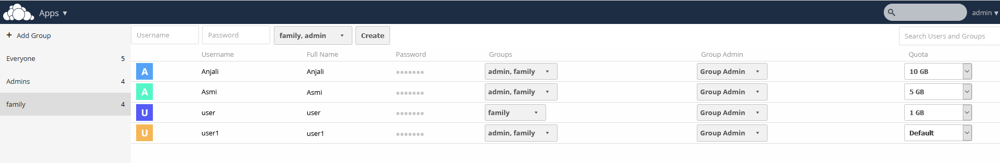 Apps ▼ admin ▼
+ Add Group Username Password family, admin Create Search Users and Groups
Username Full Name Password Groups Group Admin Quota
Everyone 5
A Anjali Anjali ●●●●●●● admin, family Group Admin 10 GB
Admins 4
A Asmi Asmi ●●●●●●● admin, family Group Admin 5 GB
family 4
U user user ●●●●●●● family Group Admin 1 GB
U user1 user1 ●●●●●●● admin, family Group Admin Default